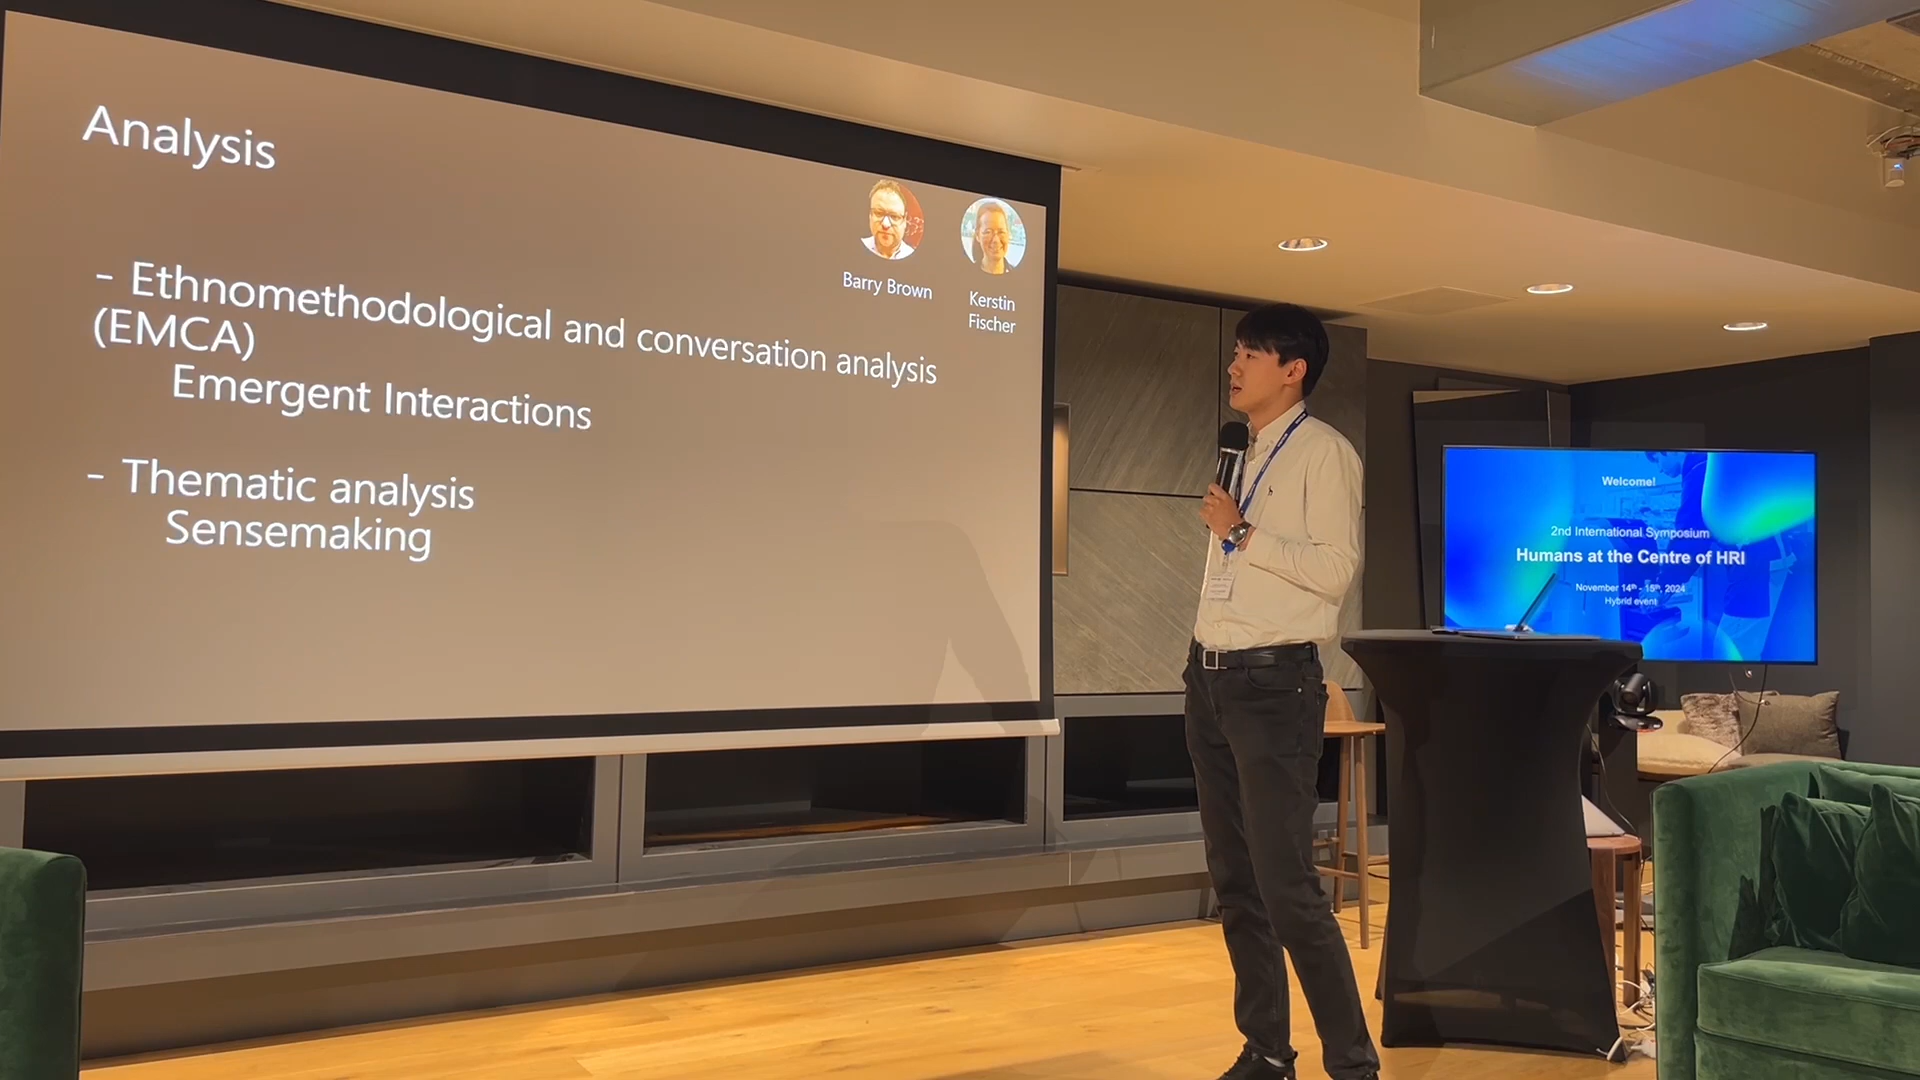 Analysis
Barry Brown
Kerstin
Fischer
- Ethnomethodological and conversation analysis
(EMCA)
Emergent Interactions
- Thematic analysis
Sensemaking
Welcome!
2nd International Symposium
Humans at the Centre of HRI
November 14th - 15th, 2024
Hybrid event